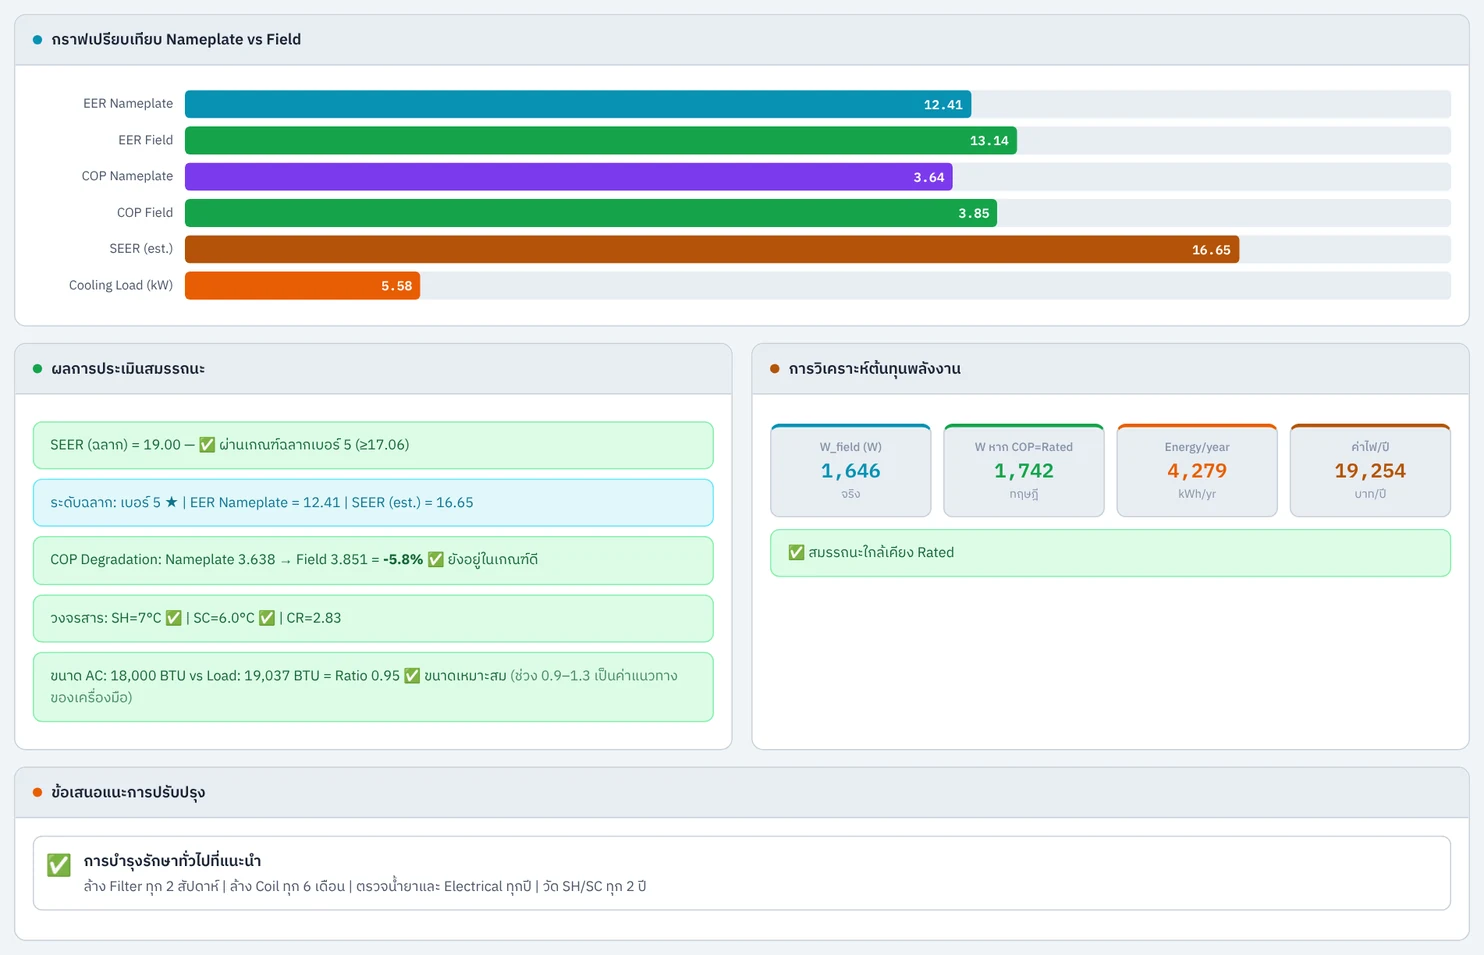 กราฟเปรียบเทียบ Nameplate vs Field
EER Nameplate 12.41
EER Field 13.14
COP Nameplate 3.64
COP Field 3.85
SEER (est.) 16.65
Cooling Load (kW) 5.58
ผลการประเมินสมรรถนะ
SEER (ฉลาก) = 19.00 — ✅ ผ่านเกณฑ์ฉลากเบอร์ 5 (≥17.06)
ระดับฉลาก: เบอร์ 5 ★ | EER Nameplate = 12.41 | SEER (est.) = 16.65
COP Degradation: Nameplate 3.638 → Field 3.851 = -5.8% ✅ ยังอยู่ในเกณฑ์ดี
วงจรสาร: SH=7°C ✅ | SC=6.0°C ✅ | CR=2.83
ขนาด AC: 18,000 BTU vs Load: 19,037 BTU = Ratio 0.95 ✅ ขนาดเหมาะสม (ช่วง 0.9–1.3 เป็นค่าแนวทาง
ของเครื่องมือ)
การวิเคราะห์ต้นทุนพลังงาน
W_field (W)
1,646
จริง
W หาก COP=Rated
1,742
ทฤษฎี
Energy/year
4,279
kWh/yr
ค่าไฟ/ปี
19,254
บาท/ปี
✅ สมรรถนะใกล้เคียง Rated
ข้อเสนอแนะการปรับปรุง
✅ การบำรุงรักษาทั่วไปที่แนะนำ
ล้าง Filter ทุก 2 สัปดาห์ | ล้าง Coil ทุก 6 เดือน | ตรวจน้ำยาและ Electrical ทุกปี | วัด SH/SC ทุก 2 ปี